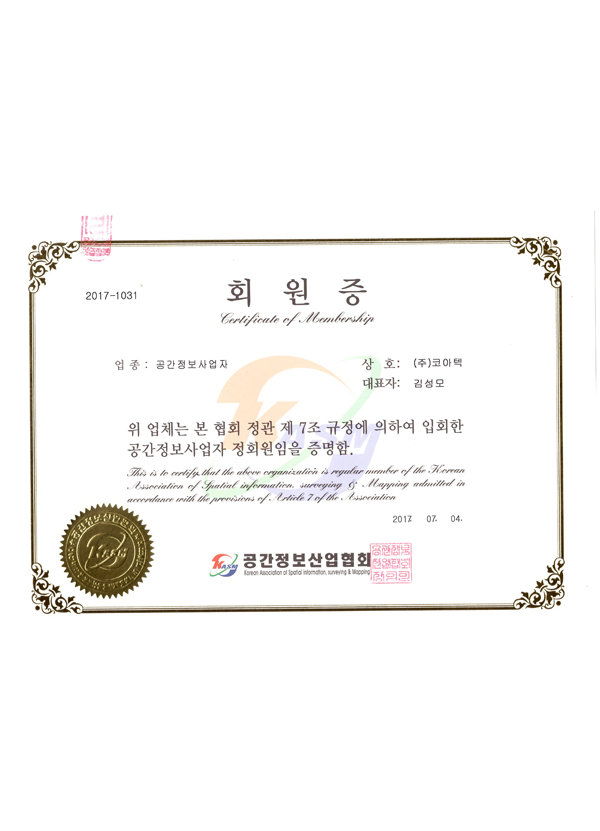 2017-1031
회 원 증
Certificate of Membership
업 종 : 공간정보사업자
상 호: (주)코아텍
대표자: 김성모
위 업체는 본 협회 정관 제 7조 규정에 의하여 입회한
공간정보사업자 정회원임을 증명함.
This is to certify, that the above organization is regular member of the Korean
Association of Spatial information, surveying & Mapping admitted in
accordance with the provisions of Article 7 of the Association
2017. 07. 04.
KASM 공간정보산업협회
Korean Association of Spatial Information, surveying & Mapping
KASM